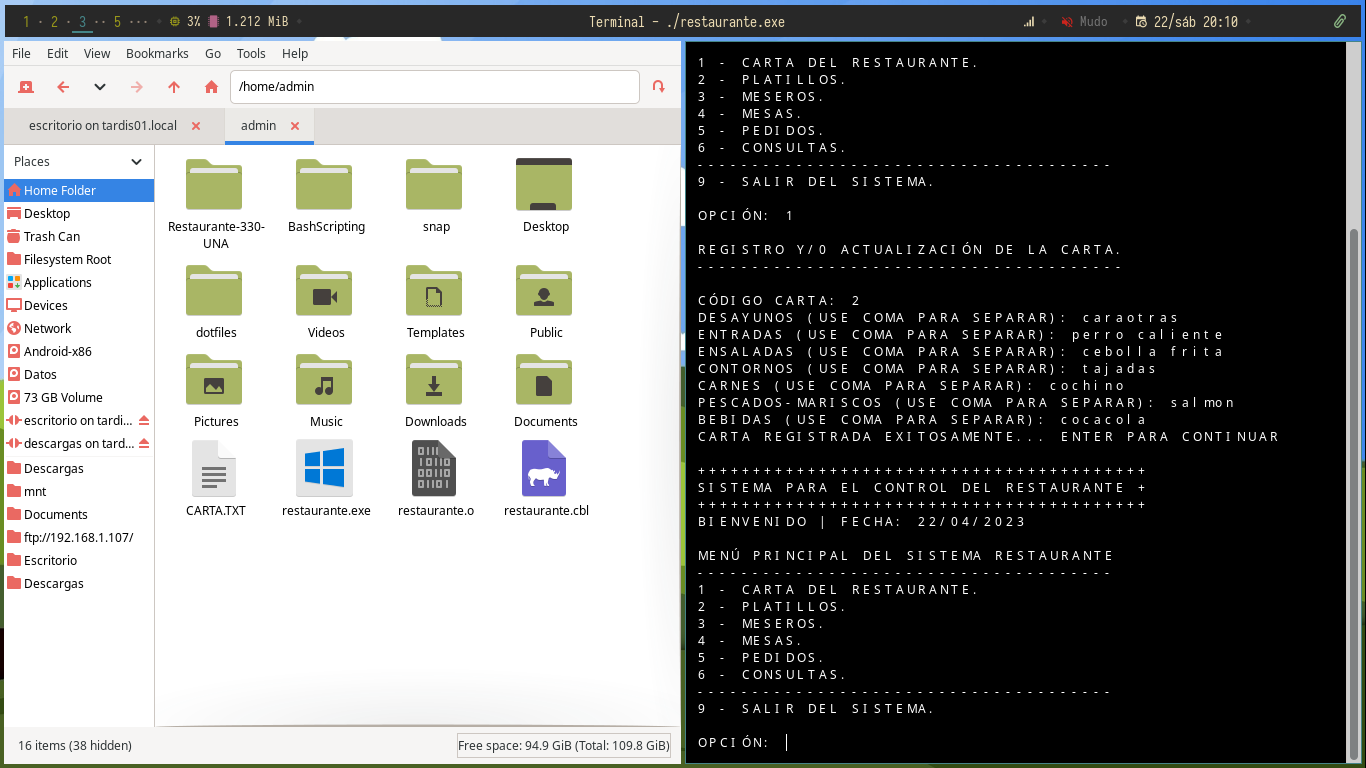 1 · 2 · 3 ·· 5 ··· · 3% 1.212 MiB ·
Terminal - ./restaurante.exe
Mudo
22/sáb 20:10
File Edit View Bookmarks Go Tools Help
/home/admin
escritorio on tardis01.local
admin
Places
Home Folder
Desktop
Trash Can
Filesystem Root
Applications
Devices
Network
Android-x86
Datos
73 GB Volume
escritorio on tardi...
descargas on tard...
Descargas
mnt
Documents
ftp://192.168.1.107/
Escritorio
Descargas
Restaurante-330-
UNA
BashScripting
snap
Desktop
dotfiles
Videos
Templates
Public
Pictures
Music
Downloads
Documents
CARTA.TXT
restaurante.exe
restaurante.o
restaurante.cbl
16 items (38 hidden)
Free space: 94.9 GiB (Total: 109.8 GiB)
1 - CARTA DEL RESTAURANTE.
2 - PLATILLOS.
3 - MESEROS.
4 - MESAS.
5 - PEDIDOS.
6 - CONSULTAS.
--------------------------------------
9 - SALIR DEL SISTEMA.
OPCIÓN: 1
REGISTRO Y/0 ACTUALIZACIÓN DE LA CARTA.
--------------------------------------
CÓDIGO CARTA: 2
DESAYUNOS (USE COMA PARA SEPARAR): caraotras
ENTRADAS (USE COMA PARA SEPARAR): perro caliente
ENSALADAS (USE COMA PARA SEPARAR): cebolla frita
CONTORNOS (USE COMA PARA SEPARAR): tajadas
CARNES (USE COMA PARA SEPARAR): cochino
PESCADOS-MARISCOS (USE COMA PARA SEPARAR): salmon
BEBIDAS (USE COMA PARA SEPARAR): cocacola
CARTA REGISTRADA EXITOSAMENTE... ENTER PARA CONTINUAR
+++++++++++++++++++++++++++++++++++++++++
SISTEMA PARA EL CONTROL DEL RESTAURANTE +
+++++++++++++++++++++++++++++++++++++++++
BIENVENIDO | FECHA: 22/04/2023
MENÚ PRINCIPAL DEL SISTEMA RESTAURANTE
--------------------------------------
1 - CARTA DEL RESTAURANTE.
2 - PLATILLOS.
3 - MESEROS.
4 - MESAS.
5 - PEDIDOS.
6 - CONSULTAS.
--------------------------------------
9 - SALIR DEL SISTEMA.
OPCIÓN: